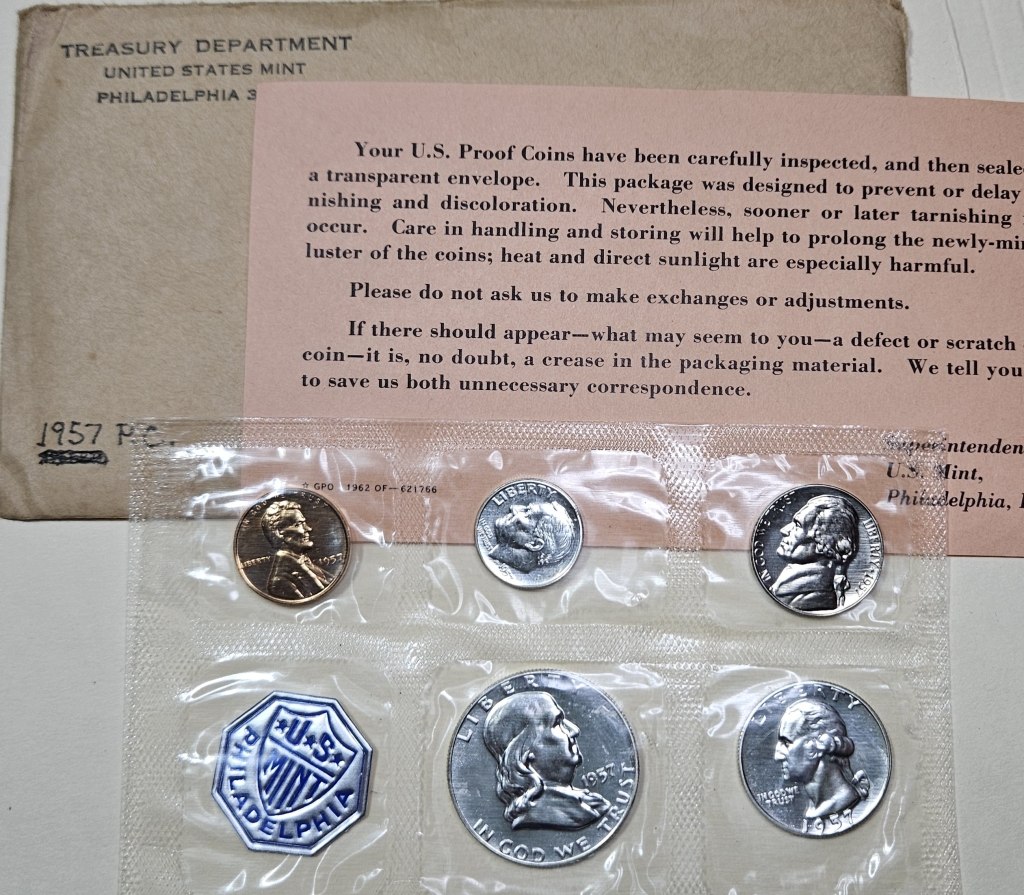 TREASURY DEPARTMENT
UNITED STATES MINT
PHILADELPHIA 3
Your U.S. Proof Coins have been carefully inspected, and then seale
a transparent envelope. This package was designed to prevent or delay
nishing and discoloration. Nevertheless, sooner or later tarnishing
occur. Care in handling and storing will help to prolong the newly-min
luster of the coins; heat and direct sunlight are especially harmful.
Please do not ask us to make exchanges or adjustments.
If there should appear—what may seem to you—a defect or scratch
coin—it is, no doubt, a crease in the packaging material. We tell you
to save us both unnecessary correspondence.
Superintenden
U.S. Mint,
Philadelphia,
1957 P.C.
☆ GPO 1962 OF—621766
LIBERTY 1957
LIBERTY
IN GOD WE TRUST LIBERTY 195
U.S.
MINT
PHILADELPHIA
LIBERTY
1957
IN GOD WE TRUST
LIBERTY
IN GOD WE
TRUST
1957